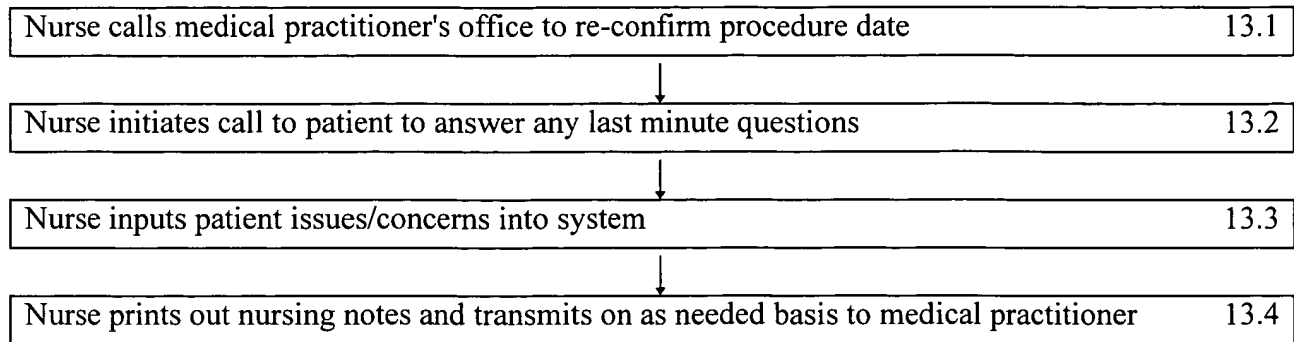 Nurse calls medical practitioner's office to re-confirm procedure date 13.1
Nurse initiates call to patient to answer any last minute questions 13.2
Nurse inputs patient issues/concerns into system 13.3
Nurse prints out nursing notes and transmits on as needed basis to medical practitioner 13.4